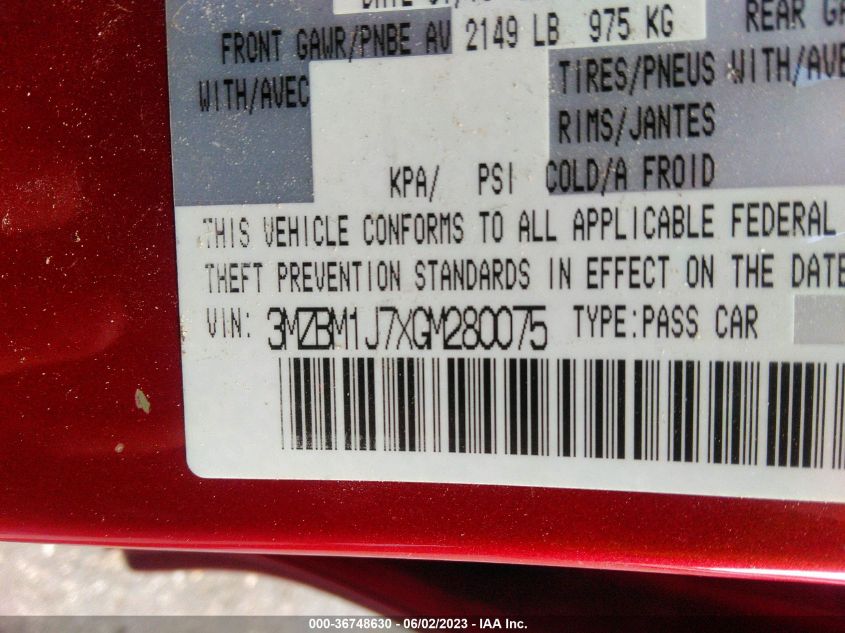 FRONT GAWR/PNBE AV 2149 LB 975 KG REAR
WITH/AVEC TIRES/PNEUS WITH/AVE
RIMS/JANTES
KPA/ PSI COLD/A FROID
THIS VEHICLE CONFORMS TO ALL APPLICABLE FEDERAL
THEFT PREVENTION STANDARDS IN EFFECT ON THE DATE
VIN: 3MZBM1J7XGM280075 TYPE:PASS CAR
000-36748630 - 06/02/2023 - IAA Inc.